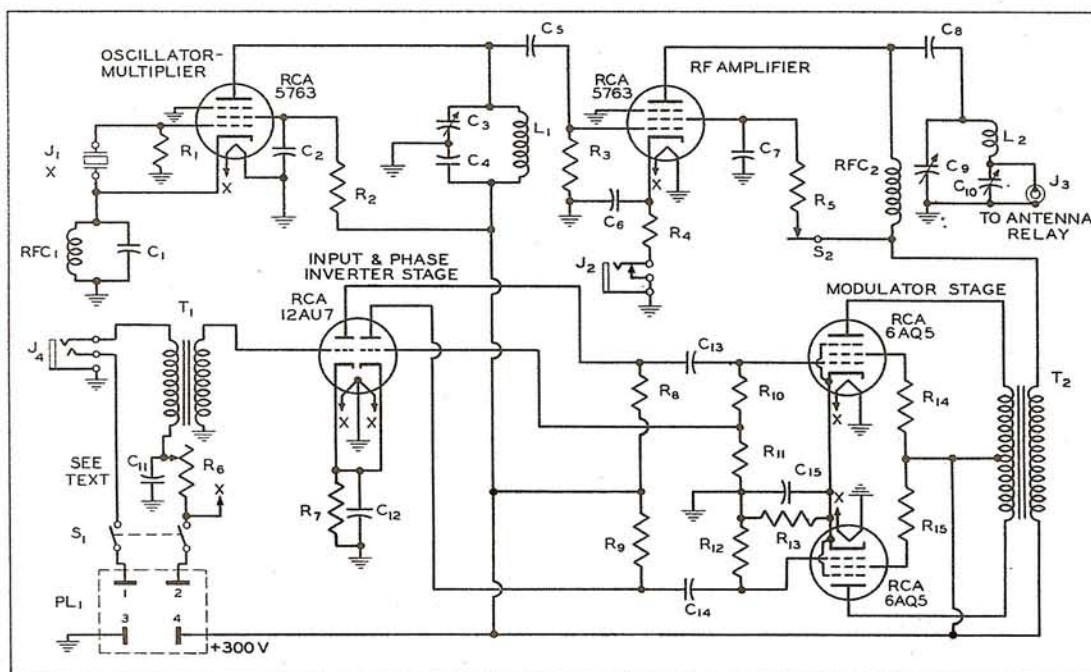 OSCILLATOR-
MULTIPLIER
RCA
5763
C5
RF AMPLIFIER
RCA
5763
C8
J1
X
R1
X
C2
R2
C3
C4
L1
R3
X
C6
R4
C7
R5
S2
RFC2
C9
L2
C10
J3
TO ANTENNA
RELAY
RFC1
C1
J2
INPUT & PHASE
INVERTER STAGE
RCA
12AU7
MODULATOR STAGE
RCA
6AQ5
J4
T1
C13
X
X
R8
R10
X
R14
T2
SEE
TEXT
C11
R6
X
R11
C15
X
R7
C12
R9
R12
R13
R15
S1
C14
RCA
6AQ5
PL1
1
2
3
4
+300V